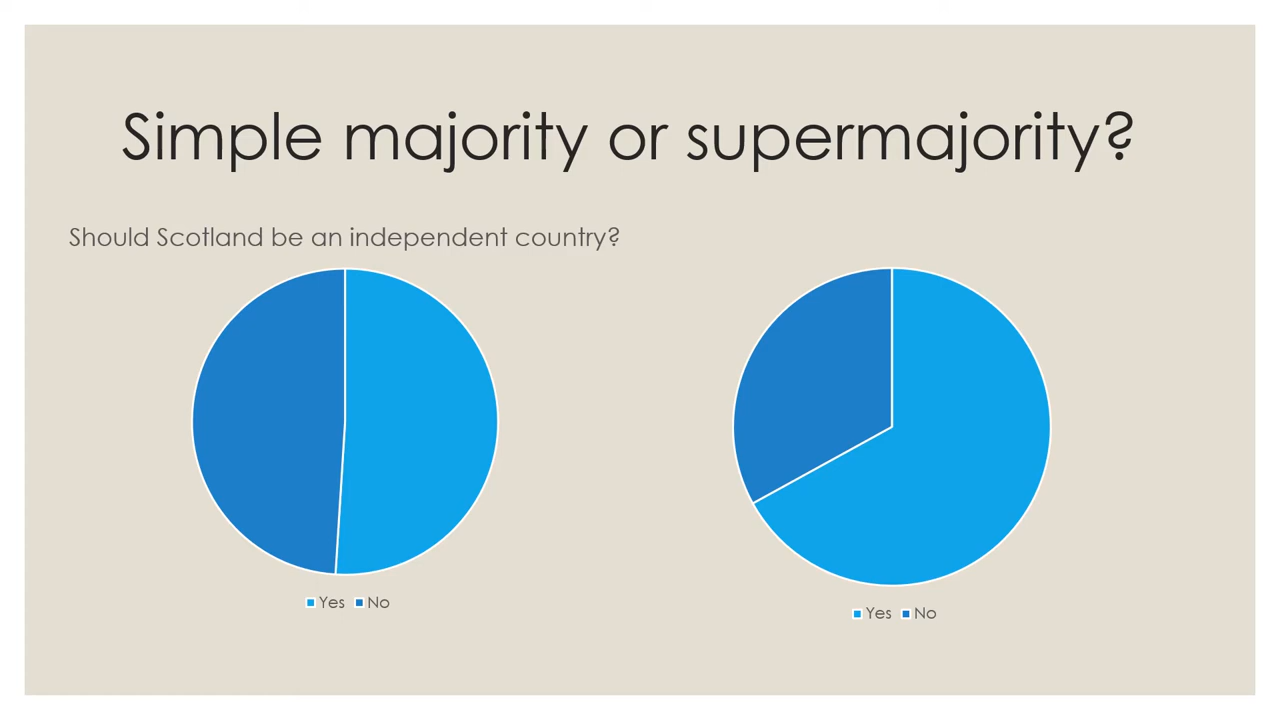 Simple majority or supermajority?
Should Scotland be an independent country?
Yes No
Yes No